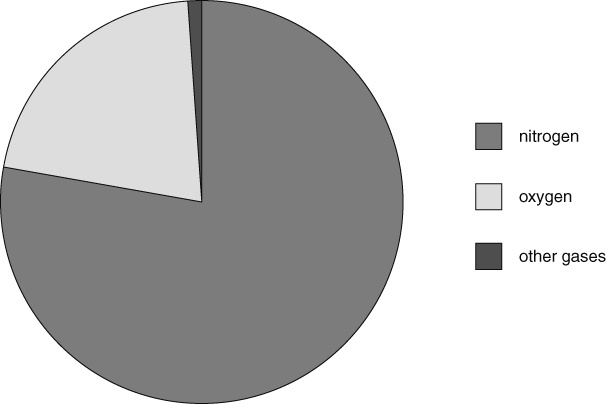 nitrogen
oxygen
other gases